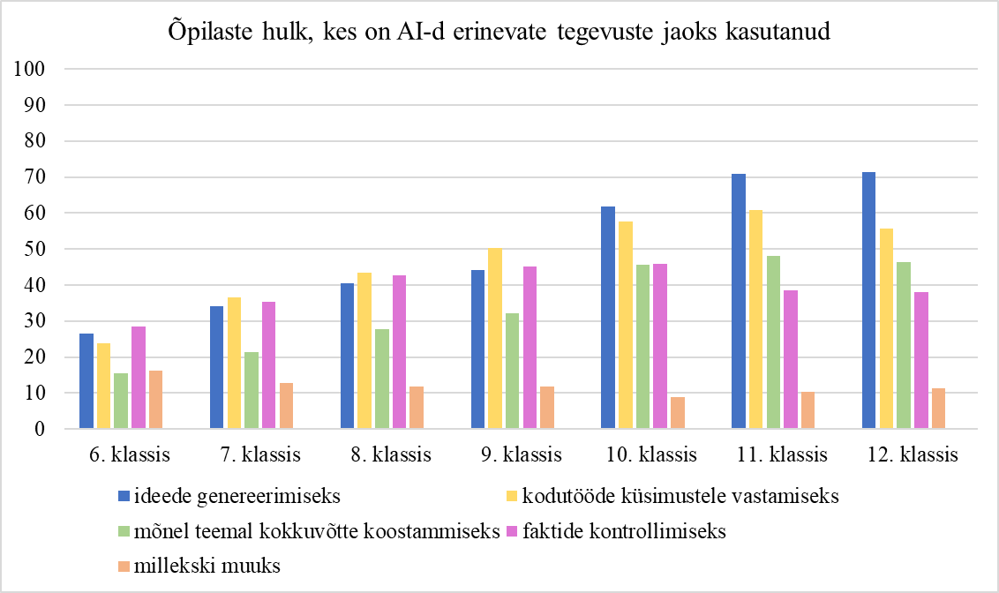 Õpilaste hulk, kes on AI-d erinevate tegevuste jaoks kasutanud
100
90
80
70
60
50
40
30
20
10
0
6. klassis 7. klassis 8. klassis 9. klassis 10. klassis 11. klassis 12. klassis
ideede genereerimiseks kodutööde küsimustele vastamiseks
mõnel teemal kokkuvõtte koostammiseks faktide kontrollimiseks
millekski muuks